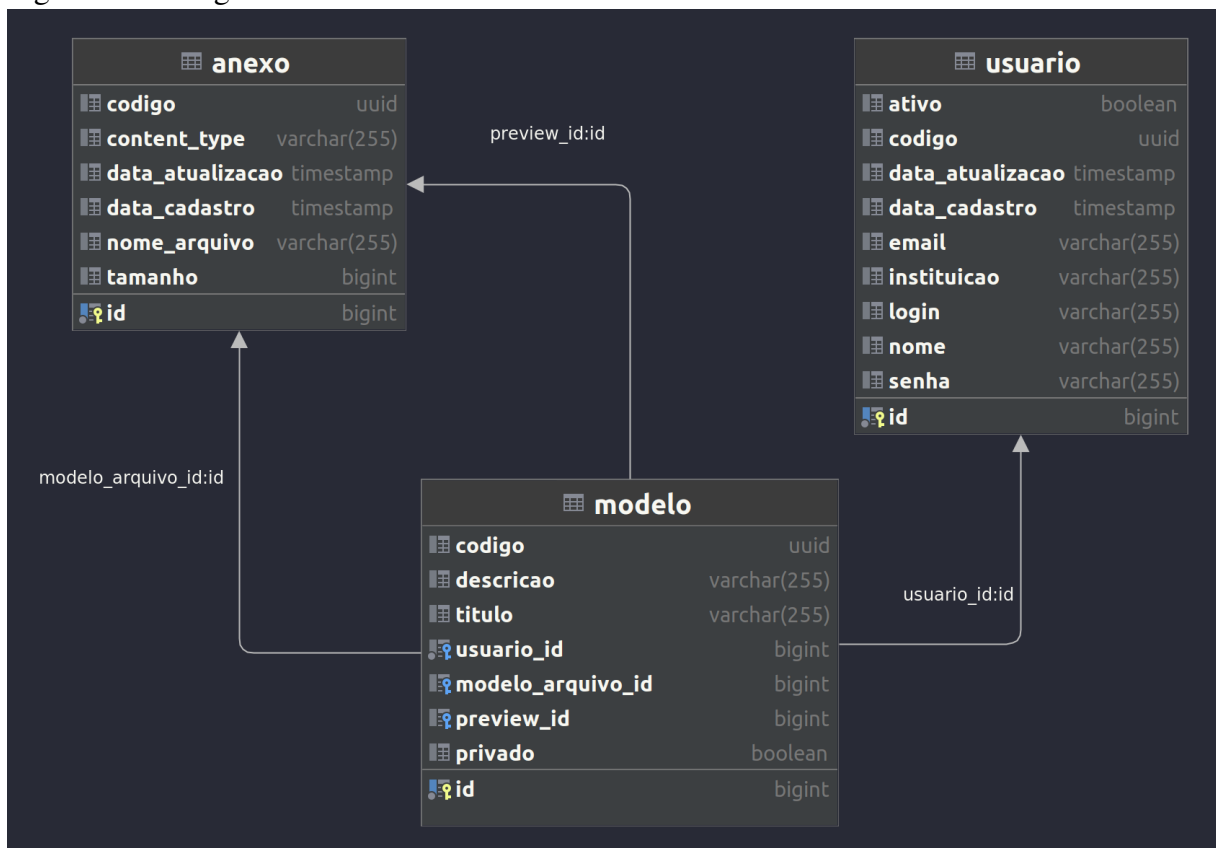 anexo
codigo uuid
content_type varchar(255)
data_atualizacao timestamp
data_cadastro timestamp
nome_arquivo varchar(255)
tamanho bigint
id bigint
preview_id:id
usuario
ativo boolean
codigo uuid
data_atualizacao timestamp
data_cadastro timestamp
email varchar(255)
instituicao varchar(255)
login varchar(255)
nome varchar(255)
senha varchar(255)
id bigint
modelo_arquivo_id:id
modelo
codigo uuid
descricao varchar(255)
titulo varchar(255)
usuario_id bigint
modelo_arquivo_id bigint
preview_id bigint
privado boolean
id bigint
usuario_id:id